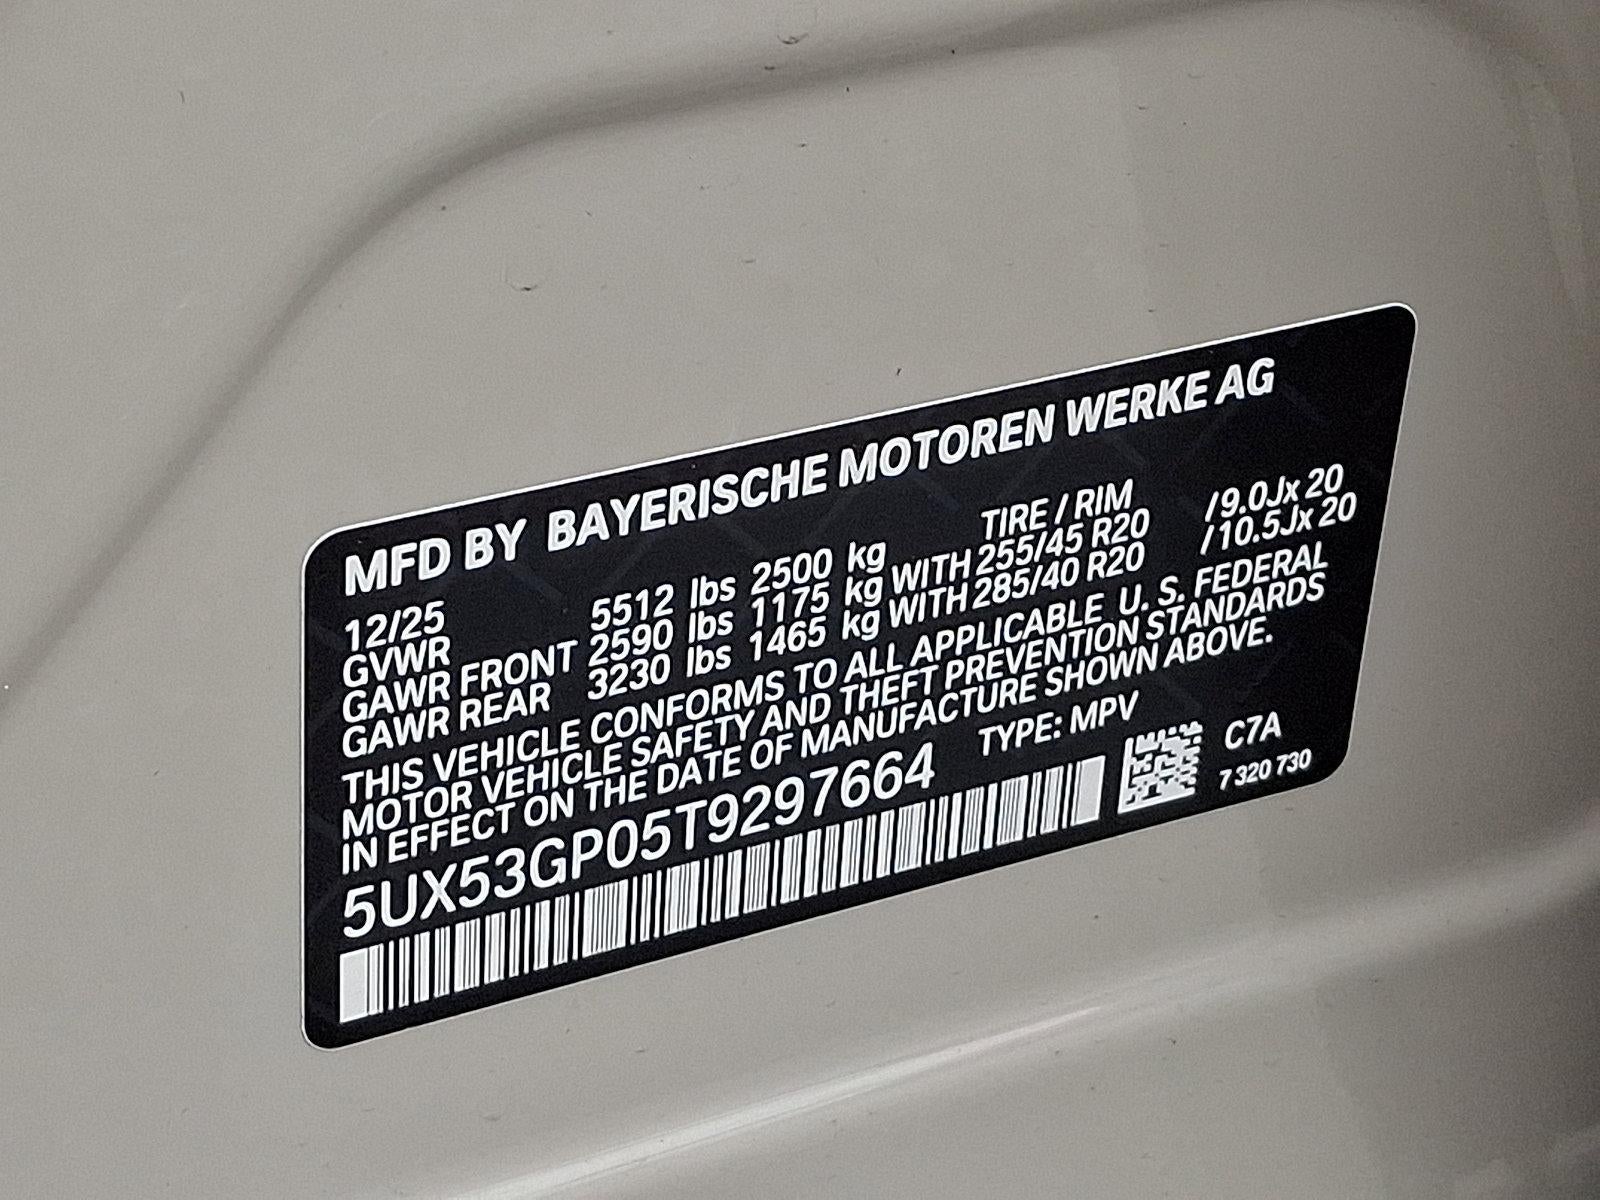 MFD BY BAYERISCHE MOTOREN WERKE AG
12/25 TIRE / RIM
GVWR 5512 lbs 2500 kg
GAWR FRONT 2590 lbs 1175 kg WITH 255/45 R20 /9.0Jx 20
GAWR REAR 3230 lbs 1465 kg WITH 285/40 R20 /10.5Jx 20
THIS VEHICLE CONFORMS TO ALL APPLICABLE U. S. FEDERAL
MOTOR VEHICLE SAFETY AND THEFT PREVENTION STANDARDS
IN EFFECT ON THE DATE OF MANUFACTURE SHOWN ABOVE.
5UX53GP05T9297664 TYPE: MPV
C7A
7 320 730